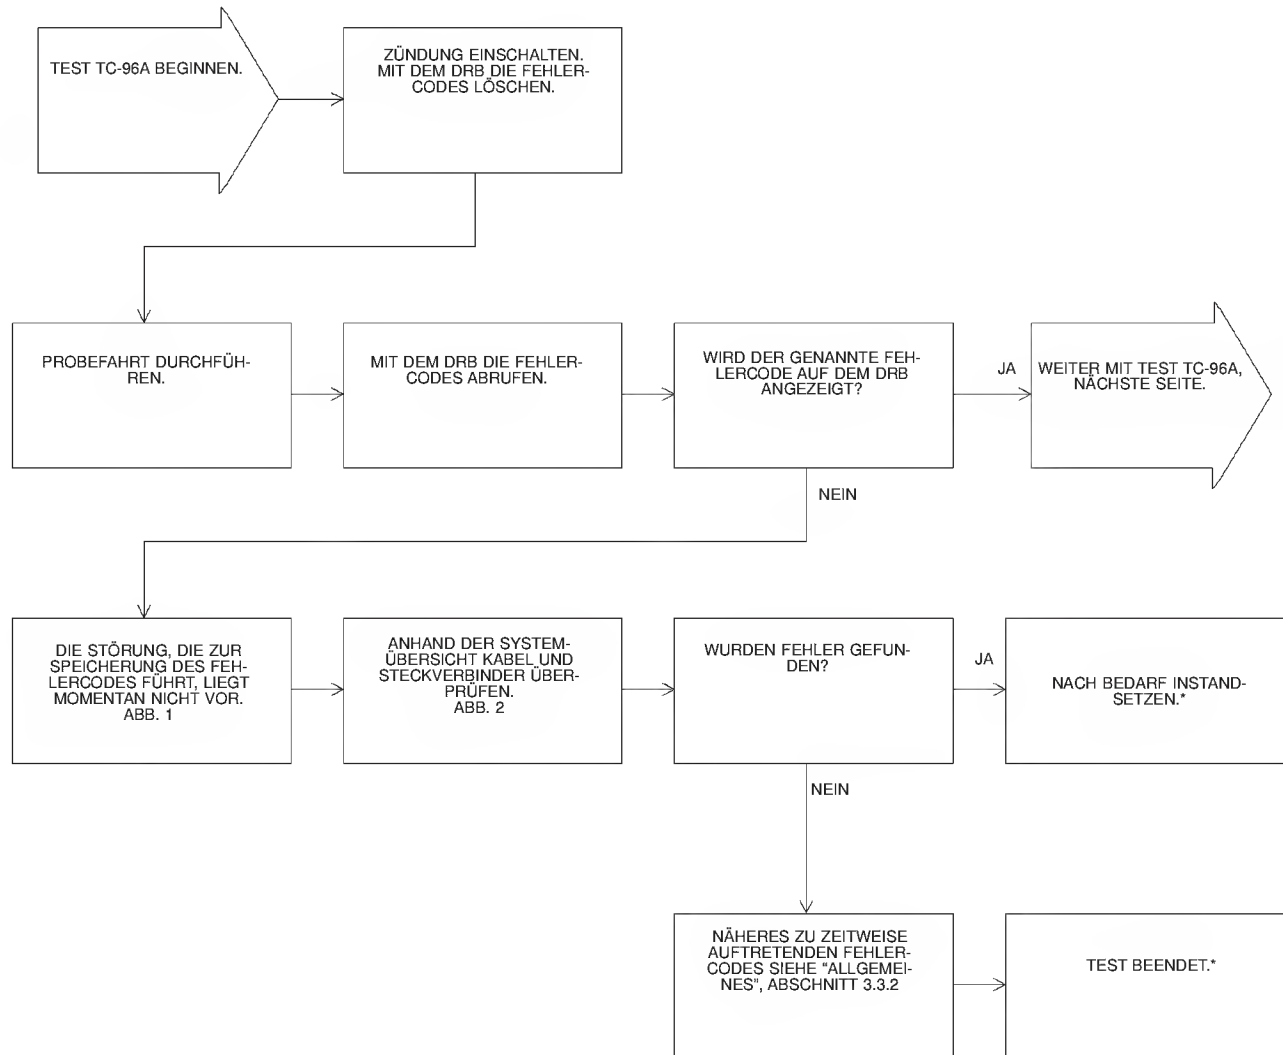 TEST TC-96A BEGINNEN.
ZÜNDUNG EINSCHALTEN.
MIT DEM DRB DIE FEHLER-
CODES LÖSCHEN.
PROBEFAHRT DURCHFÜH-
REN.
MIT DEM DRB DIE FEHLER-
CODES ABRUFEN.
WIRD DER GENANNTE FEH-
LERCODE AUF DEM DRB
ANGEZEIGT?
JA
WEITER MIT TEST TC-96A,
NÄCHSTE SEITE.
NEIN
DIE STÖRUNG, DIE ZUR
SPEICHERUNG DES FEH-
LERCODES FÜHRT, LIEGT
MOMENTAN NICHT VOR.
ABB. 1
ANHAND DER SYSTEM-
ÜBERSICHT KABEL UND
STECKVERBINDER ÜBER-
PRÜFEN.
ABB. 2
WURDEN FEHLER GEFUN-
DEN?
JA
NACH BEDARF INSTAND-
SETZEN.*
NEIN
NÄHERES ZU ZEITWEISE
AUFTRETENDEN FEHLER-
CODES SIEHE “ALLGEMEI-
NES”, ABSCHNITT 3.3.2
TEST BEENDET.*